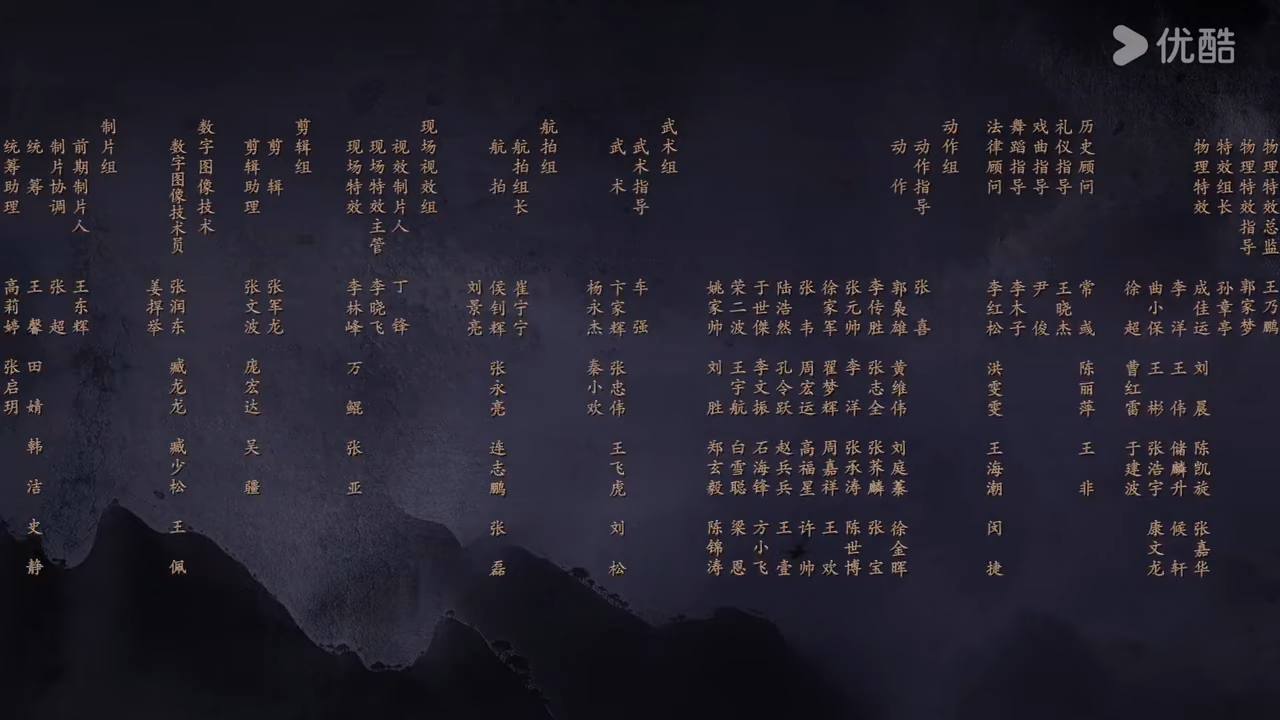 优酷
物理特效总监 王乃鹏
物理特效指导 郭家梦
特效组长 孙章亭
物理特效 成佳运 刘晨 陈凯旋 张嘉华
李洋 王伟 储麟升 候轩
曲小保 王彬 张浩宇 康文龙
徐超 曹红雷 于建波
历史顾问 常彧 陈丽萍 王非
礼仪指导 王晓杰
戏曲指导 尹俊
舞蹈指导 李木子
法律顾问 李红松 洪雯雯 王海潮 闵捷
动作组
动作指导 张喜
动作 郭枭雄 黄维伟 刘庭蓁 徐金晖
李传胜 张志全 张荞麟 张宝
张元帅 李洋 张承涛 陈世博
徐家军 翟梦辉 周嘉祥 王欢
张韦 周宏运 高福星 许帅
陆浩然 孔令跃 赵兵兵 王壹
于世傑 李文振 石海锋 方小飞
荣二波 王宇航 白雪聪 梁恩
姚家帅 刘胜 郑玄毅 陈锦涛
武术组
武术指导 车强
武术 卞家辉 张忠伟 王飞虎 刘松
杨永杰 秦小欢
航拍组
航拍组长 崔宁宁
航拍 侯钊辉 张永亮 连志鹏 张磊
刘景亮
现场视效组
视效制片人 丁锋
现场特效主管 李晓飞
现场特效 李林峰 万鲲 张亚
剪辑组
剪辑 张军龙
剪辑助理 张文波 庞宏达 吴疆
数字图像技术
数字图像技术员 张润东 臧龙龙 臧少松 王佩
姜捍举
制片组
前期制片人 王东辉
制片协调 张超
统筹 王馨 田婧 韩洁 史静
统筹助理 高莉婷 张启玥